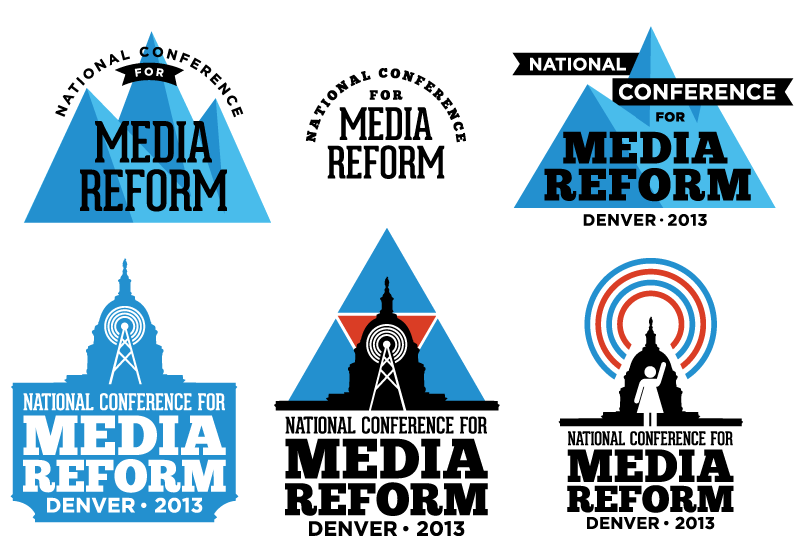 NATIONAL CONFERENCE
FOR
MEDIA
REFORM
NATIONAL CONFERENCE
FOR
MEDIA
REFORM
NATIONAL
CONFERENCE
FOR
MEDIA
REFORM
DENVER · 2013
NATIONAL CONFERENCE FOR
MEDIA
REFORM
DENVER · 2013
NATIONAL CONFERENCE FOR
MEDIA
REFORM
DENVER · 2013
NATIONAL CONFERENCE FOR
MEDIA
REFORM
DENVER · 2013